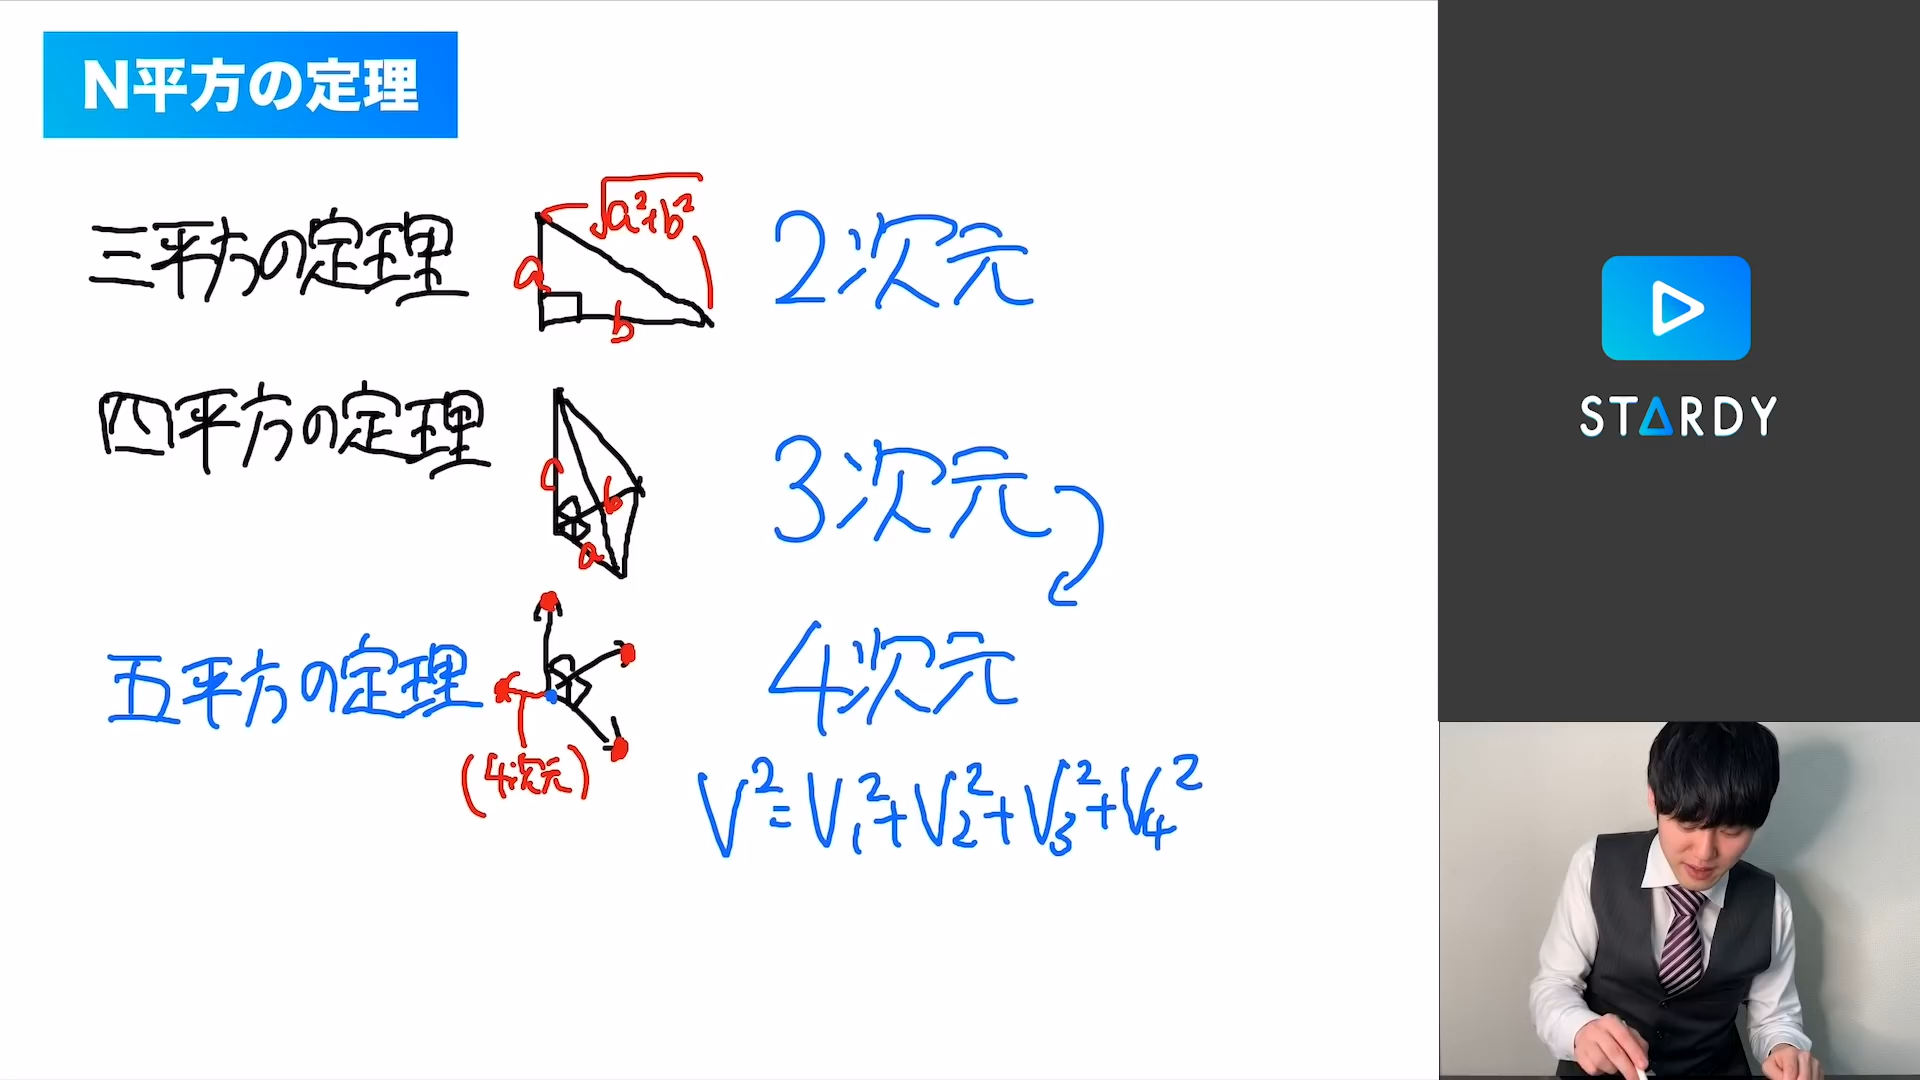 N平方の定理
三平方の定理
√a²+b²
a
b
2次元
四平方の定理
c
b
a
3次元
五平方の定理
(4次元)
4次元
V²=V₁²+V₂²+V₃²+V₄²
STARDY